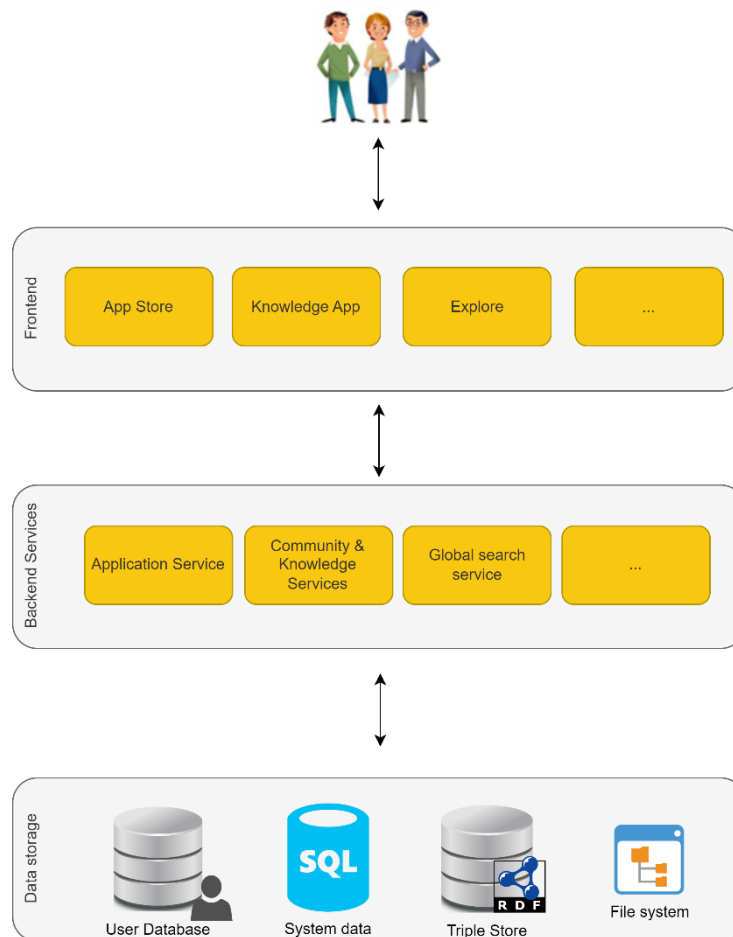 Frontend
App Store
Knowledge App
Explore
...
Backend Services
Application Service
Community &
Knowledge
Services
Global search
service
...
Data storage
SQL
RDF
User Database
System data
Triple Store
File system